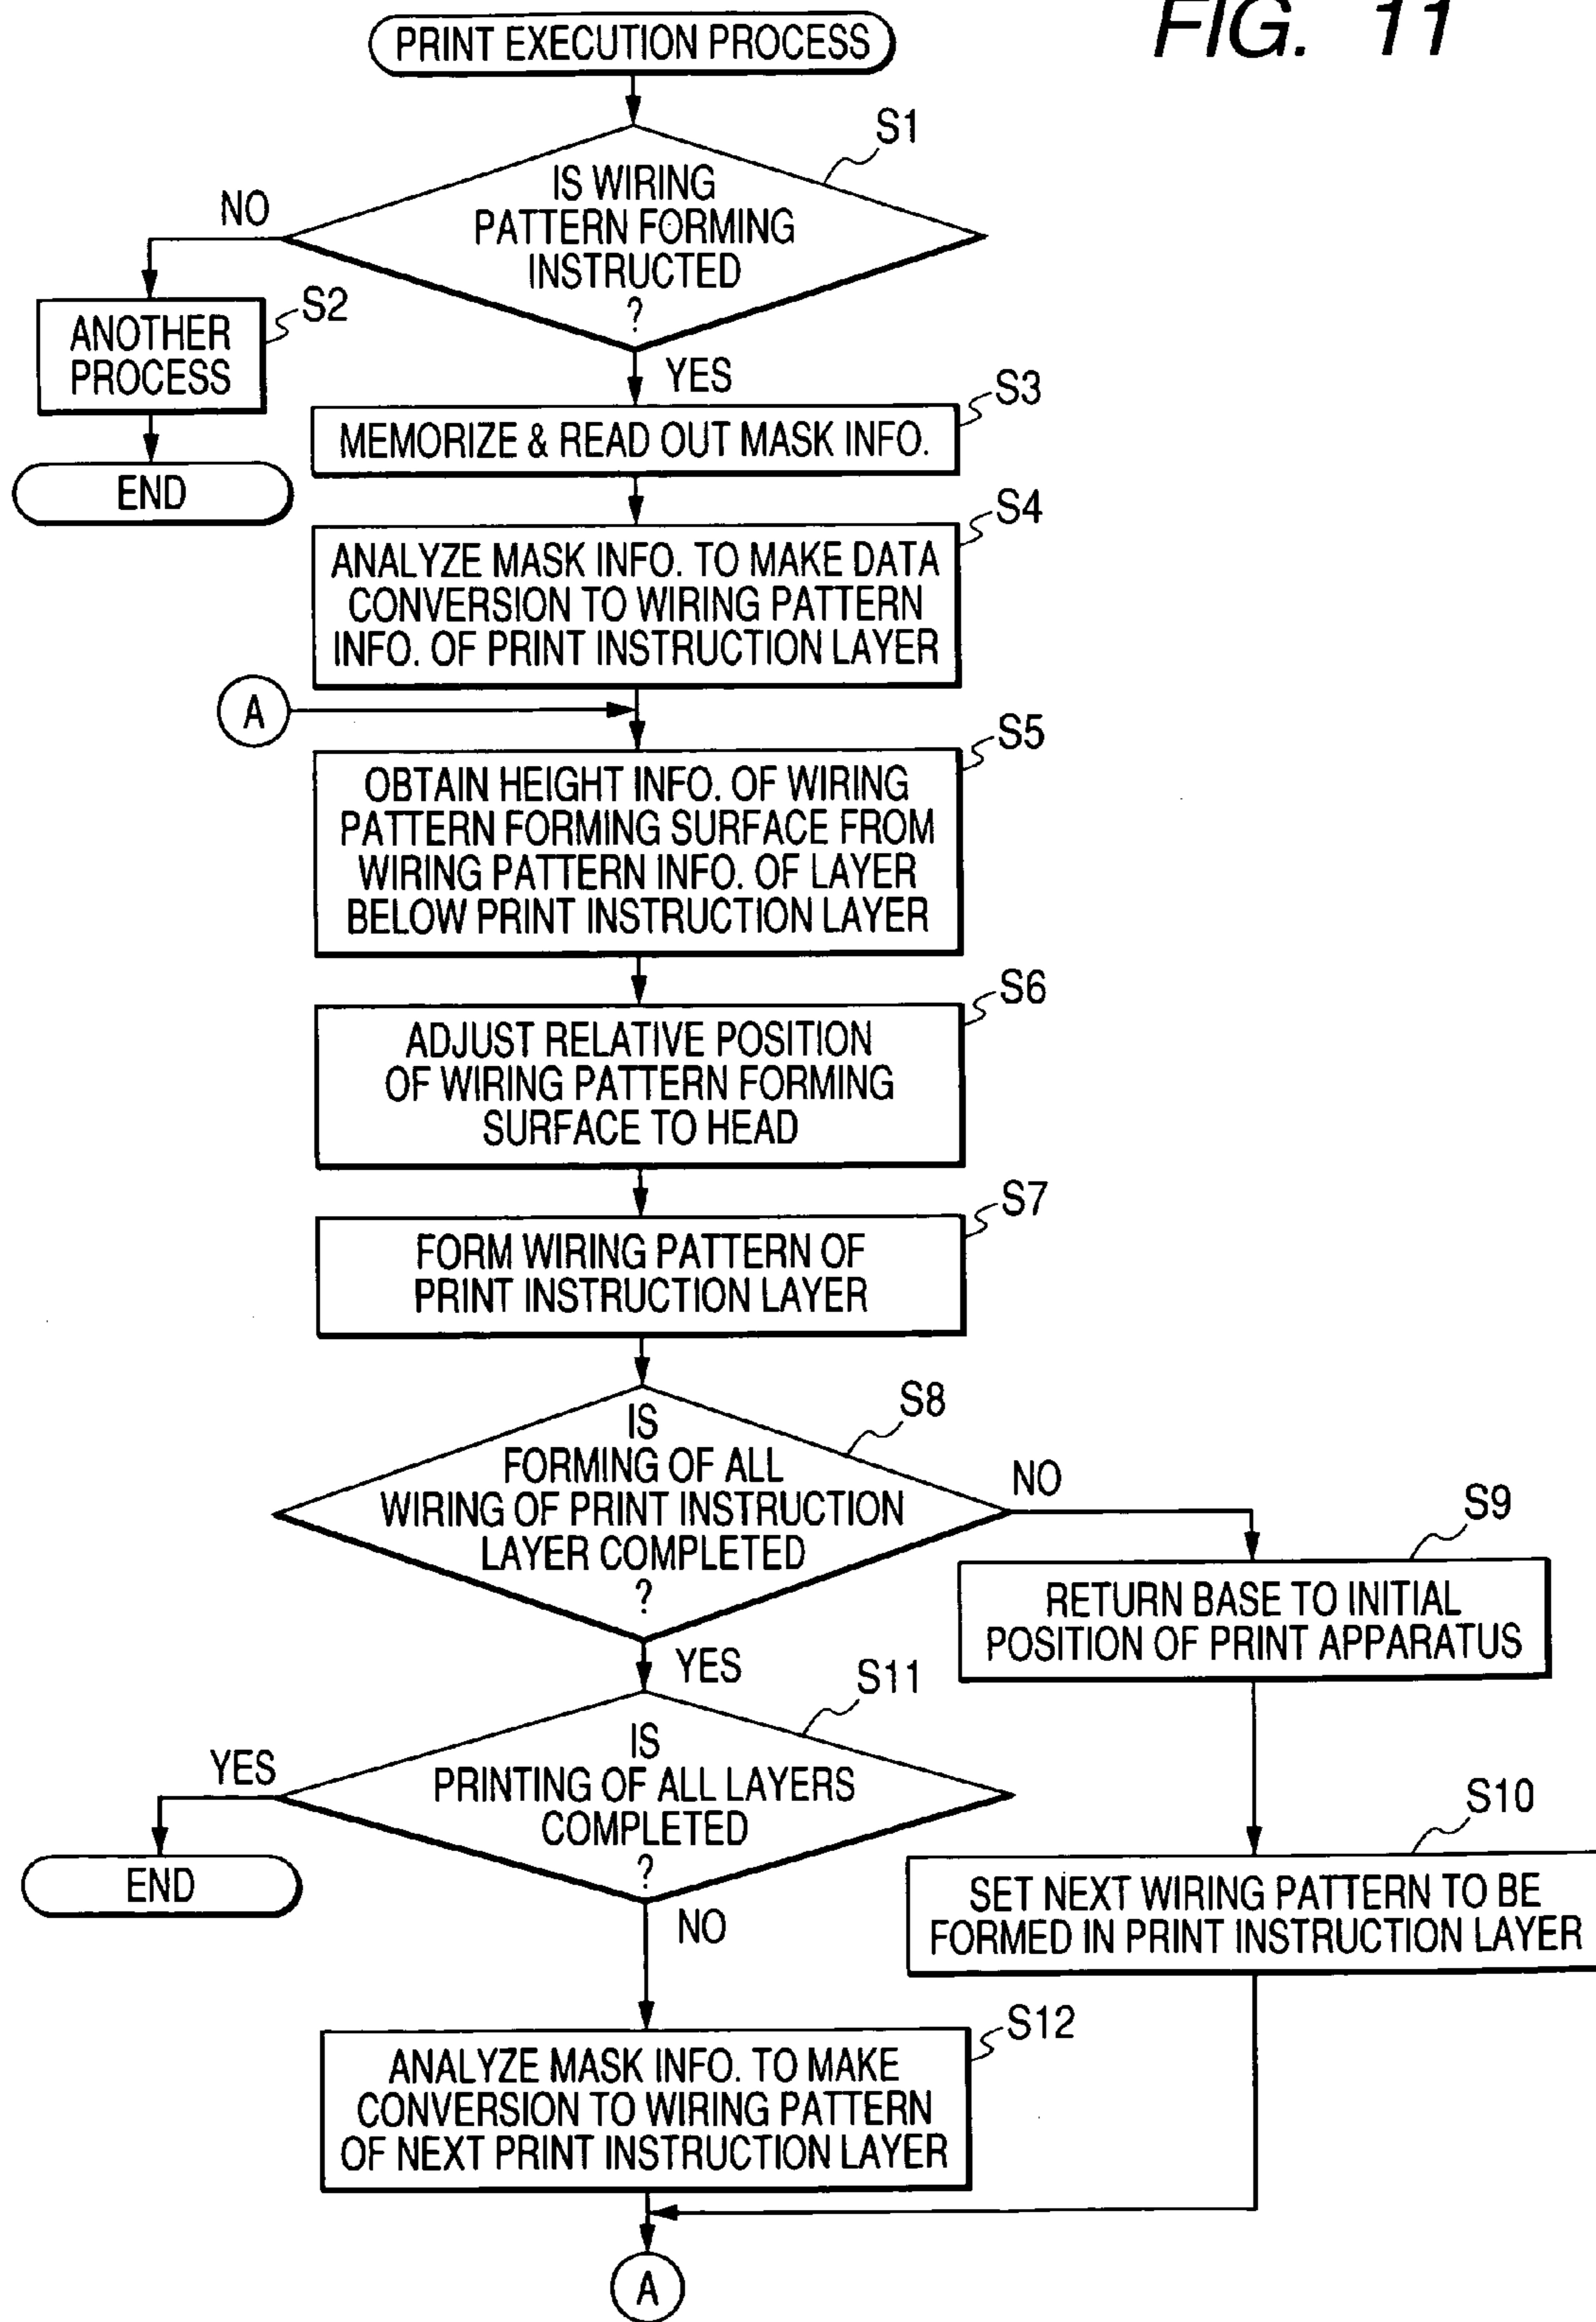 FIG. 11
PRINT EXECUTION PROCESS
S1
IS WIRING
PATTERN FORMING
INSTRUCTED
?
NO
YES
S2
ANOTHER
PROCESS
END
S3
MEMORIZE & READ OUT MASK INFO.
S4
ANALYZE MASK INFO. TO MAKE DATA
CONVERSION TO WIRING PATTERN
INFO. OF PRINT INSTRUCTION LAYER
A
S5
OBTAIN HEIGHT INFO. OF WIRING
PATTERN FORMING SURFACE FROM
WIRING PATTERN INFO. OF LAYER
BELOW PRINT INSTRUCTION LAYER
S6
ADJUST RELATIVE POSITION
OF WIRING PATTERN FORMING
SURFACE TO HEAD
S7
FORM WIRING PATTERN OF
PRINT INSTRUCTION LAYER
S8
IS
FORMING OF ALL
WIRING OF PRINT INSTRUCTION
LAYER COMPLETED
?
NO
YES
S9
RETURN BASE TO INITIAL
POSITION OF PRINT APPARATUS
S11
IS
PRINTING OF ALL LAYERS
COMPLETED
?
YES
END
NO
S10
SET NEXT WIRING PATTERN TO BE
FORMED IN PRINT INSTRUCTION LAYER
S12
ANALYZE MASK INFO. TO MAKE
CONVERSION TO WIRING PATTERN
OF NEXT PRINT INSTRUCTION LAYER
A